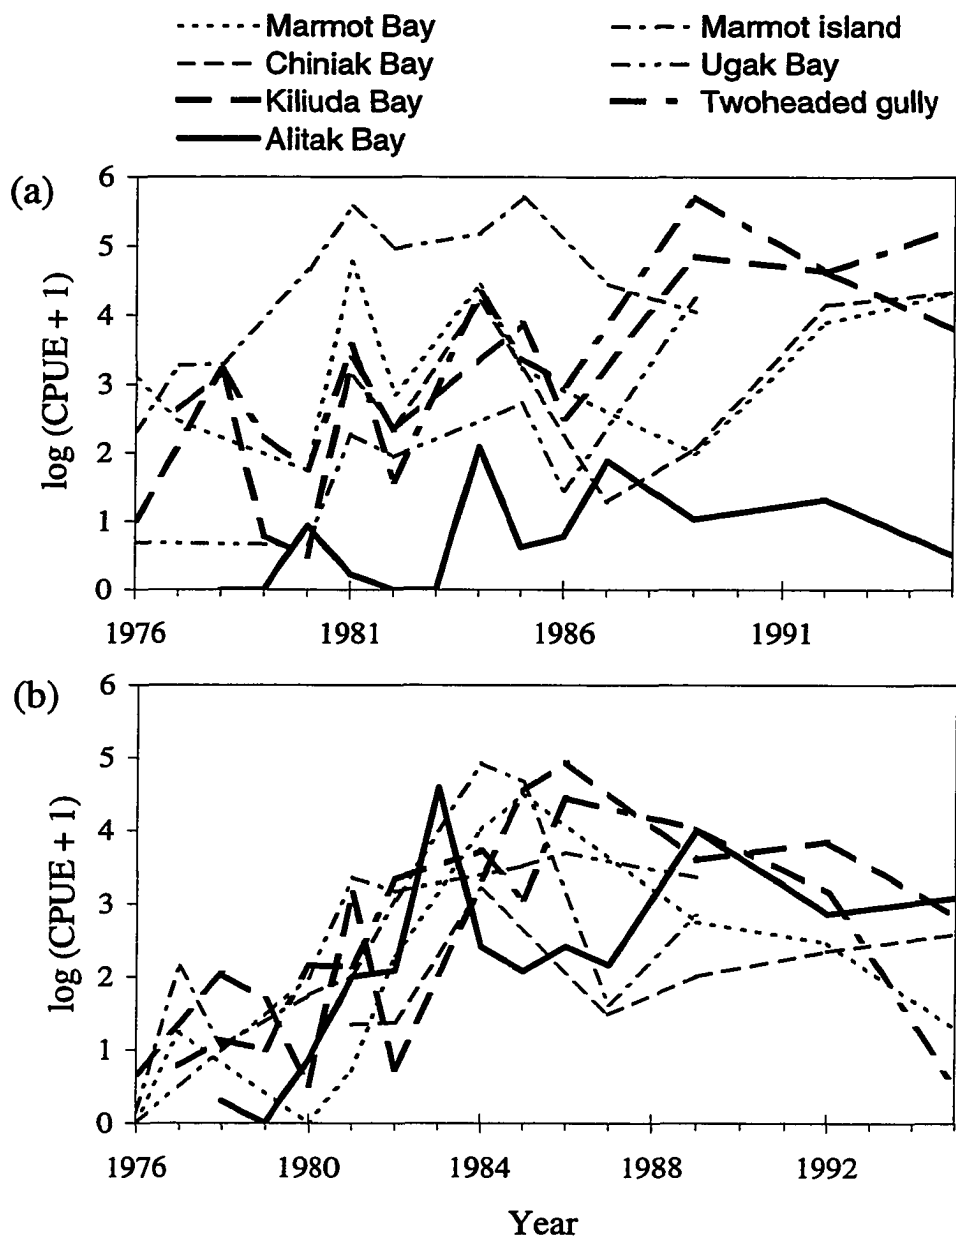 Marmot Bay Marmot island
Chiniak Bay Ugak Bay
Kiliuda Bay Twoheaded gully
Alitak Bay
(a)
log (CPUE + 1)
6
5
4
3
2
1
0
1976 1981 1986 1991
(b)
log (CPUE + 1)
6
5
4
3
2
1
0
1976 1980 1984 1988 1992
Year